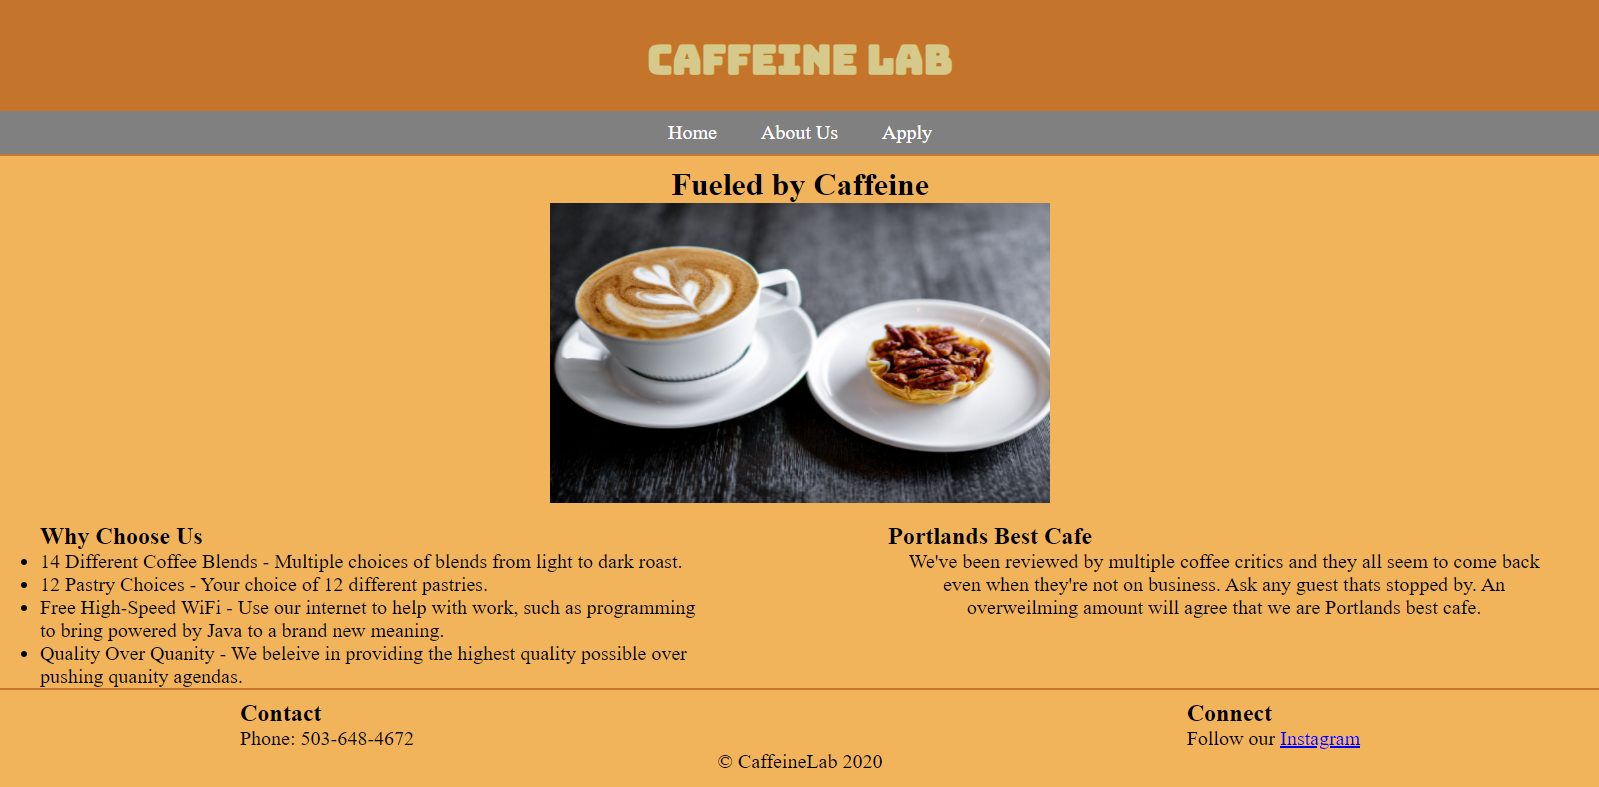 CAFFEINE LAB
Home About Us Apply
Fueled by Caffeine
Why Choose Us
14 Different Coffee Blends - Multiple choices of blends from light to dark roast.
12 Pastry Choices - Your choice of 12 different pastries.
Free High-Speed WiFi - Use our internet to help with work, such as programming
to bring powered by Java to a brand new meaning.
Quality Over Quanity - We beleive in providing the highest quality possible over
pushing quanity agendas.
Portlands Best Cafe
We've been reviewed by multiple coffee critics and they all seem to come back
even when they're not on business. Ask any guest thats stopped by. An
overweilming amount will agree that we are Portlands best cafe.
Contact
Phone: 503-648-4672
Connect
Follow our Instagram
© CaffeineLab 2020